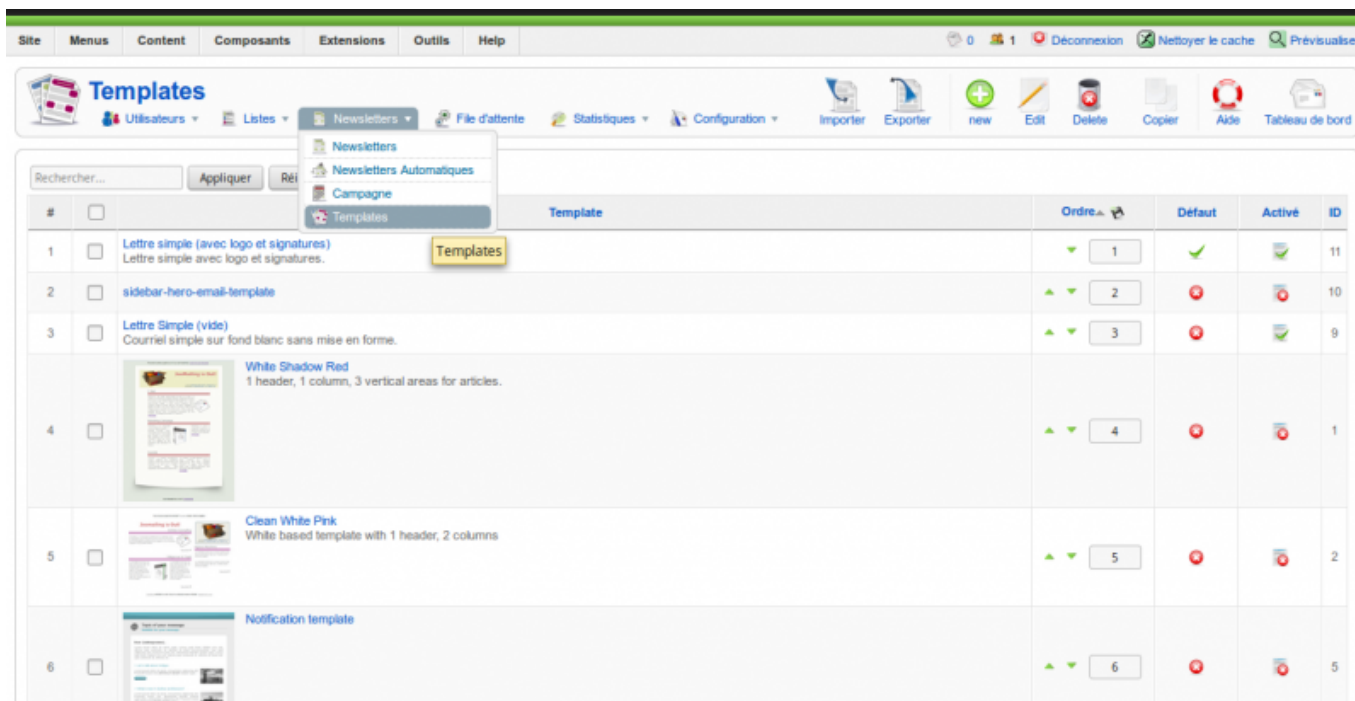 Site Menus Content Composants Extensions Outils Help 0 1 Déconnexion Nettoyer le cache Prévisualise
Templates
Utilisateurs Listes Newsletters File d'attente Statistiques Configuration Importer Exporter new Edit Delete Copier Aide Tableau de bord
Newsletters
Newsletters Automatiques
Campagne
Templates
Templates
Rechercher... Appliquer Réi
# Template Ordre Défaut Activé ID
1 Lettre simple (avec logo et signatures) 1 11
Lettre simple avec logo et signatures.
2 sidebar-hero-email-template 2 10
3 Lettre Simple (vide) 3 9
Courriel simple sur fond blanc sans mise en forme.
White Shadow Red
1 header, 1 column, 3 vertical areas for articles.
4 4 1
Clean White Pink
White based template with 1 header, 2 columns
5 5 2
Notification template
6 6 5